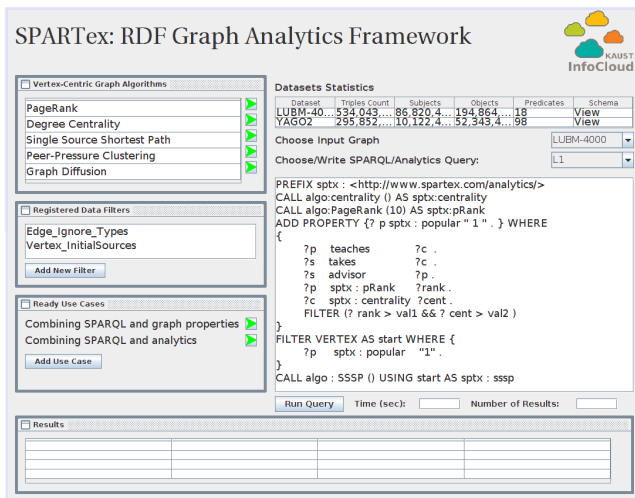 SPARTex: RDF Graph Analytics Framework
KAUST
InfoCloud
Vertex-Centric Graph Algorithms
PageRank
Degree Centrality
Single Source Shortest Path
Peer-Pressure Clustering
Graph Diffusion
Registered Data Filters
Edge_Ignore_Types
Vertex_InitialSources
Add New Filter
Ready Use Cases
Combining SPARQL and graph properties
Combining SPARQL and analytics
Add Use Case
Datasets Statistics
Dataset Triples Count Subjects Objects Predicates Schema
LUBM-40... 534,043,... 86,820,4... 194,864,... 18 View
YAGO2 295,852,... 10,122,4... 52,343,4... 98 View
Choose Input Graph LUBM-4000
Choose/Write SPARQL/Analytics Query: L1
PREFIX sptx : <http://www.spartex.com/analytics/>
CALL algo:centrality () AS sptx:centrality
CALL algo:PageRank (10) AS sptx:pRank
ADD PROPERTY {? p sptx : popular " 1 " . } WHERE
{
?p teaches ?c .
?s takes ?c .
?s advisor ?p .
?p sptx : pRank ?rank .
?c sptx : centrality ?cent .
FILTER (? rank > val1 && ? cent > val2 )
}
FILTER VERTEX AS start WHERE {
?p sptx : popular "1" .
}
CALL algo : SSSP () USING start AS sptx : sssp
Run Query Time (sec): Number of Results:
Results